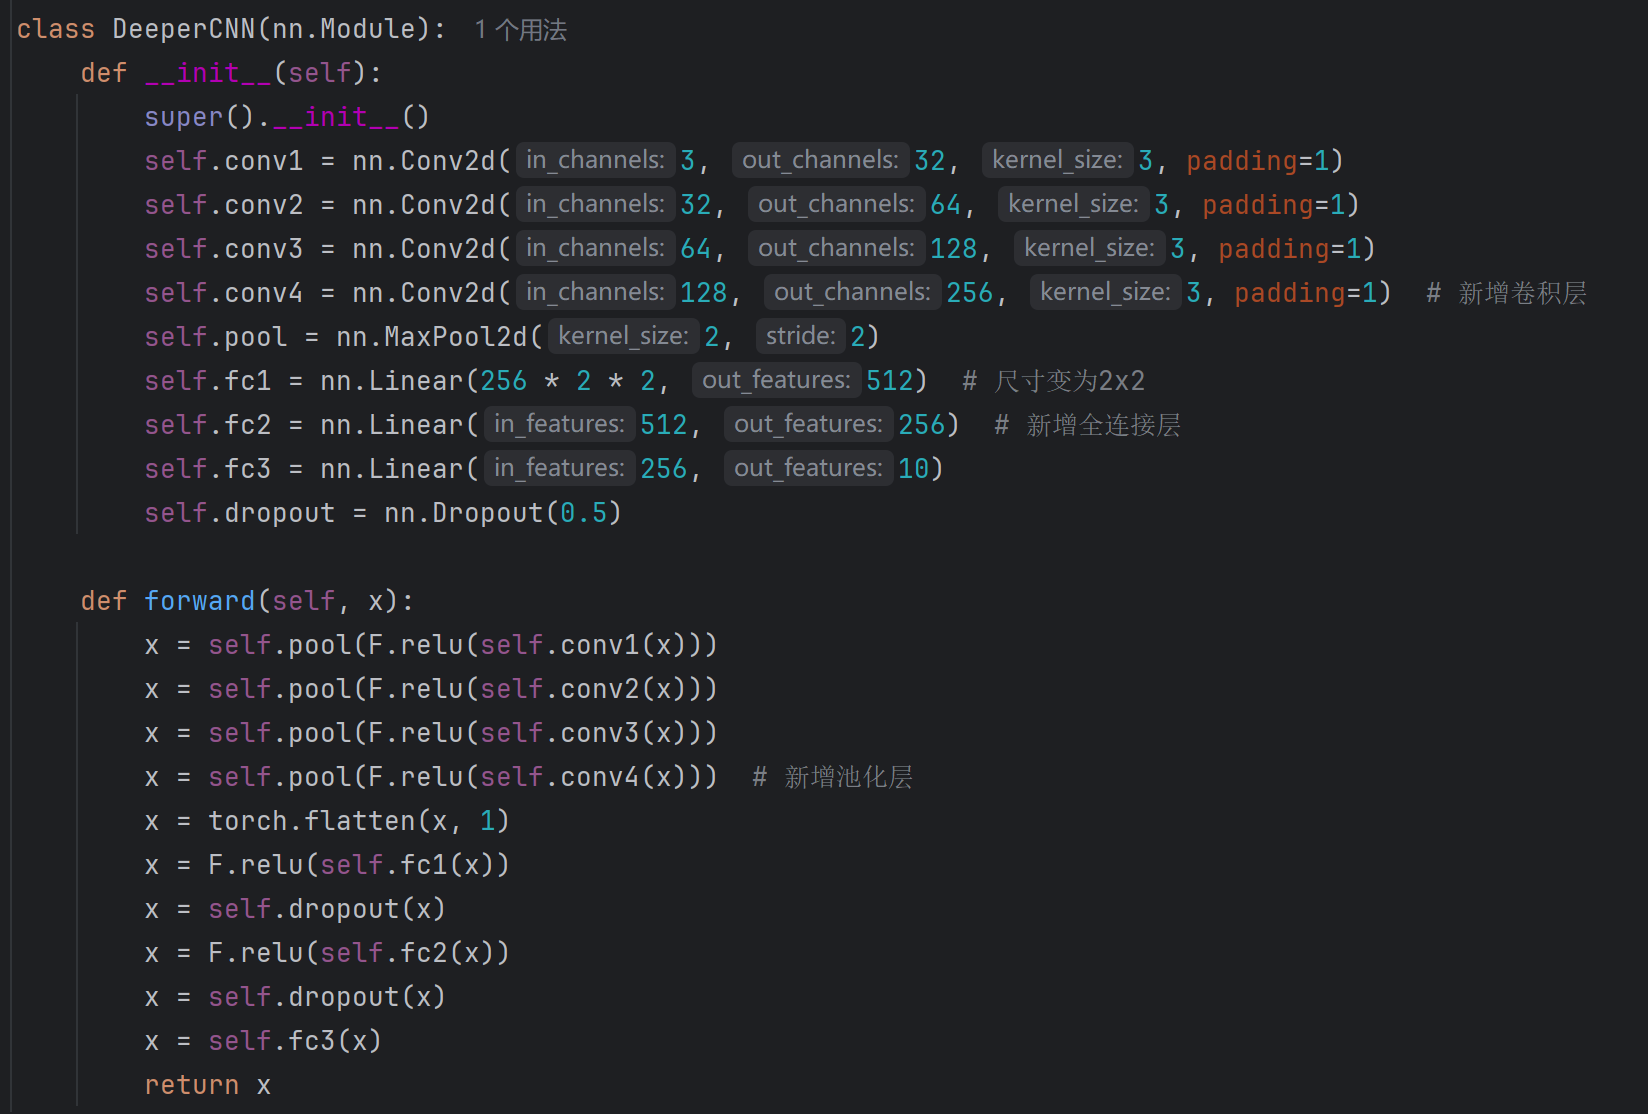 class DeeperCNN(nn.Module): 1 个用法
    def __init__(self):
        super().__init__()
        self.conv1 = nn.Conv2d( in_channels: 3, out_channels: 32, kernel_size: 3, padding=1)
        self.conv2 = nn.Conv2d( in_channels: 32, out_channels: 64, kernel_size: 3, padding=1)
        self.conv3 = nn.Conv2d( in_channels: 64, out_channels: 128, kernel_size: 3, padding=1)
        self.conv4 = nn.Conv2d( in_channels: 128, out_channels: 256, kernel_size: 3, padding=1)  # 新增卷积层
        self.pool = nn.MaxPool2d( kernel_size: 2, stride: 2)
        self.fc1 = nn.Linear(256 * 2 * 2, out_features: 512)  # 尺寸变为2x2
        self.fc2 = nn.Linear( in_features: 512, out_features: 256)  # 新增全连接层
        self.fc3 = nn.Linear( in_features: 256, out_features: 10)
        self.dropout = nn.Dropout(0.5)
    def forward(self, x):
        x = self.pool(F.relu(self.conv1(x)))
        x = self.pool(F.relu(self.conv2(x)))
        x = self.pool(F.relu(self.conv3(x)))
        x = self.pool(F.relu(self.conv4(x)))  # 新增池化层
        x = torch.flatten(x, 1)
        x = F.relu(self.fc1(x))
        x = self.dropout(x)
        x = F.relu(self.fc2(x))
        x = self.dropout(x)
        x = self.fc3(x)
        return x